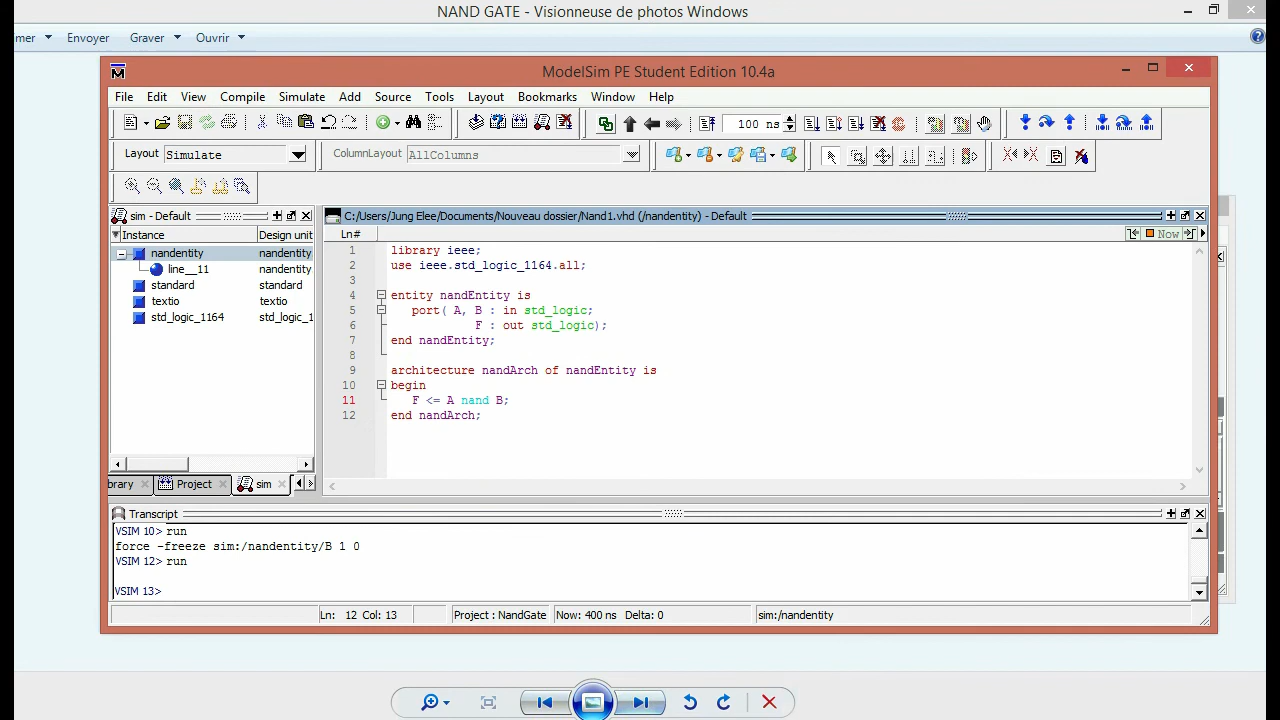 NAND GATE - Visionneuse de photos Windows
mer Envoyer Graver Ouvrir
ModelSim PE Student Edition 10.4a
File Edit View Compile Simulate Add Source Tools Layout Bookmarks Window Help
100 ns
Layout Simulate ColumnLayout AllColumns
sim - Default
Instance Design unit
nandentity nandentity
line__11 nandentity
standard standard
textio textio
std_logic_1164 std_logic_1
brary Project sim
C:/Users/Jung Elee/Documents/Nouveau dossier/Nand1.vhd (/nandentity) - Default
Ln# Now
1 library ieee;
2 use ieee.std_logic_1164.all;
3
4 entity nandEntity is
5 port( A, B : in std_logic;
6 F : out std_logic);
7 end nandEntity;
8
9 architecture nandArch of nandEntity is
10 begin
11 F <= A nand B;
12 end nandArch;
Transcript
VSIM 10> run
force -freeze sim:/nandentity/B 1 0
VSIM 12> run
VSIM 13>
Ln: 12 Col: 13 Project : NandGate Now: 400 ns Delta: 0 sim:/nandentity